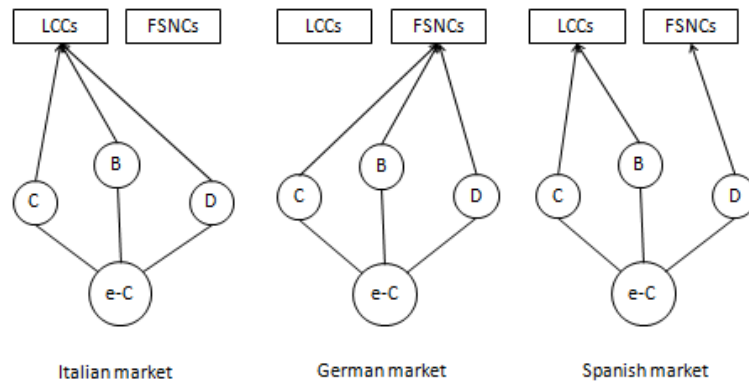 LCCs FSNCs LCCs FSNCs LCCs FSNCs
B B B
C D C D C D
e-C e-C e-C
Italian market German market Spanish market